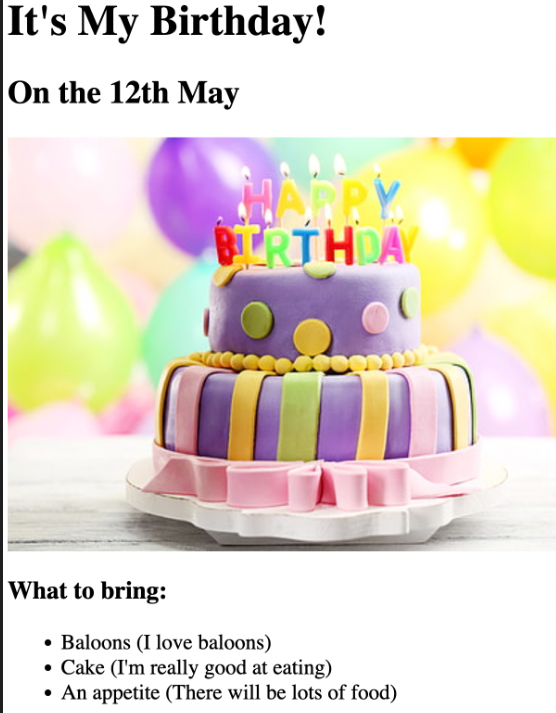 It's My Birthday!
On the 12th May
HAPPY
BIRTHDAY
What to bring:
Baloons (I love baloons)
Cake (I'm really good at eating)
An appetite (There will be lots of food)